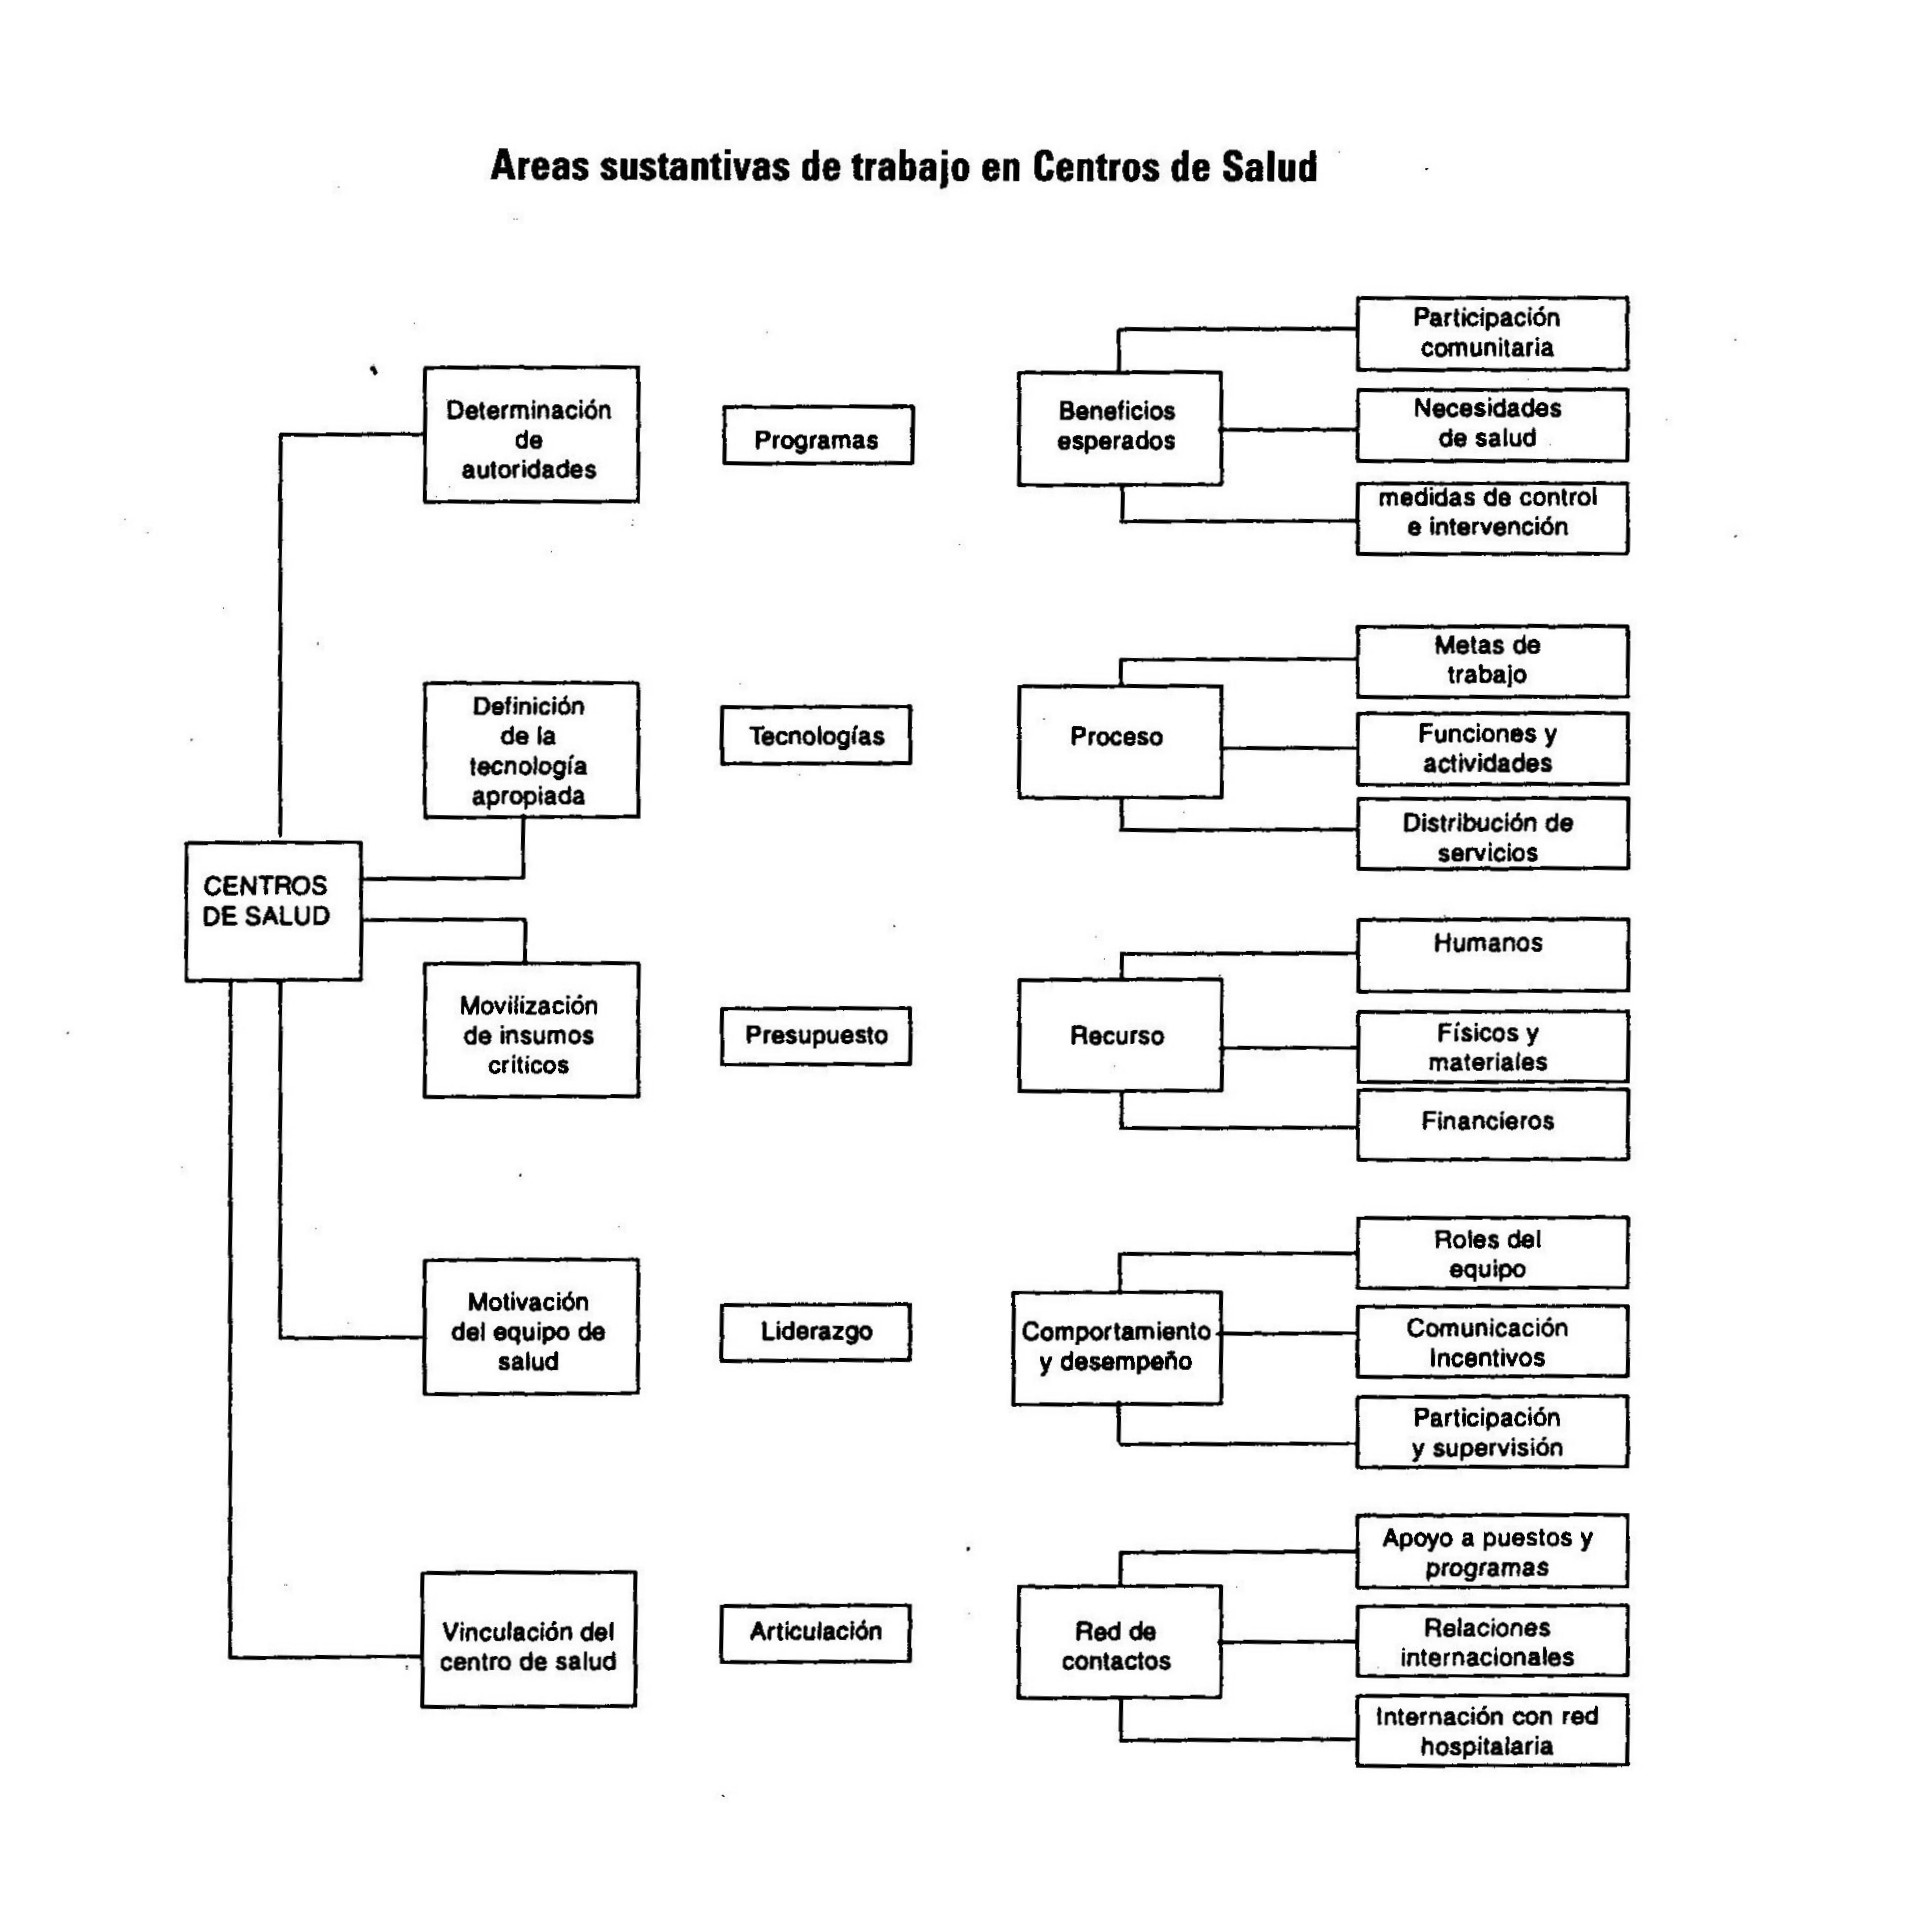 Areas sustantivas de trabajo en Centros de Salud
Participación
comunitaria
Determinación
de
autoridades
Programas
Beneficios
esperados
Necesidades
de salud
medidas de control
e intervención
Metas de
trabajo
Definición
de la
tecnología
apropiada
Tecnologías
Proceso
Funciones y
actividades
Distribución de
servicios
CENTROS
DE SALUD
Humanos
Movilización
de insumos
criticos
Presupuesto
Recurso
Físicos y
materiales
Financieros
Roles del
equipo
Motivación
del equipo de
salud
Liderazgo
Comportamiento
y desempeño
Comunicación
Incentivos
Participación
y supervisión
Apoyo a puestos y
programas
Vinculación del
centro de salud
Articulación
Red de
contactos
Relaciones
internacionales
Internación con red
hospitalaria